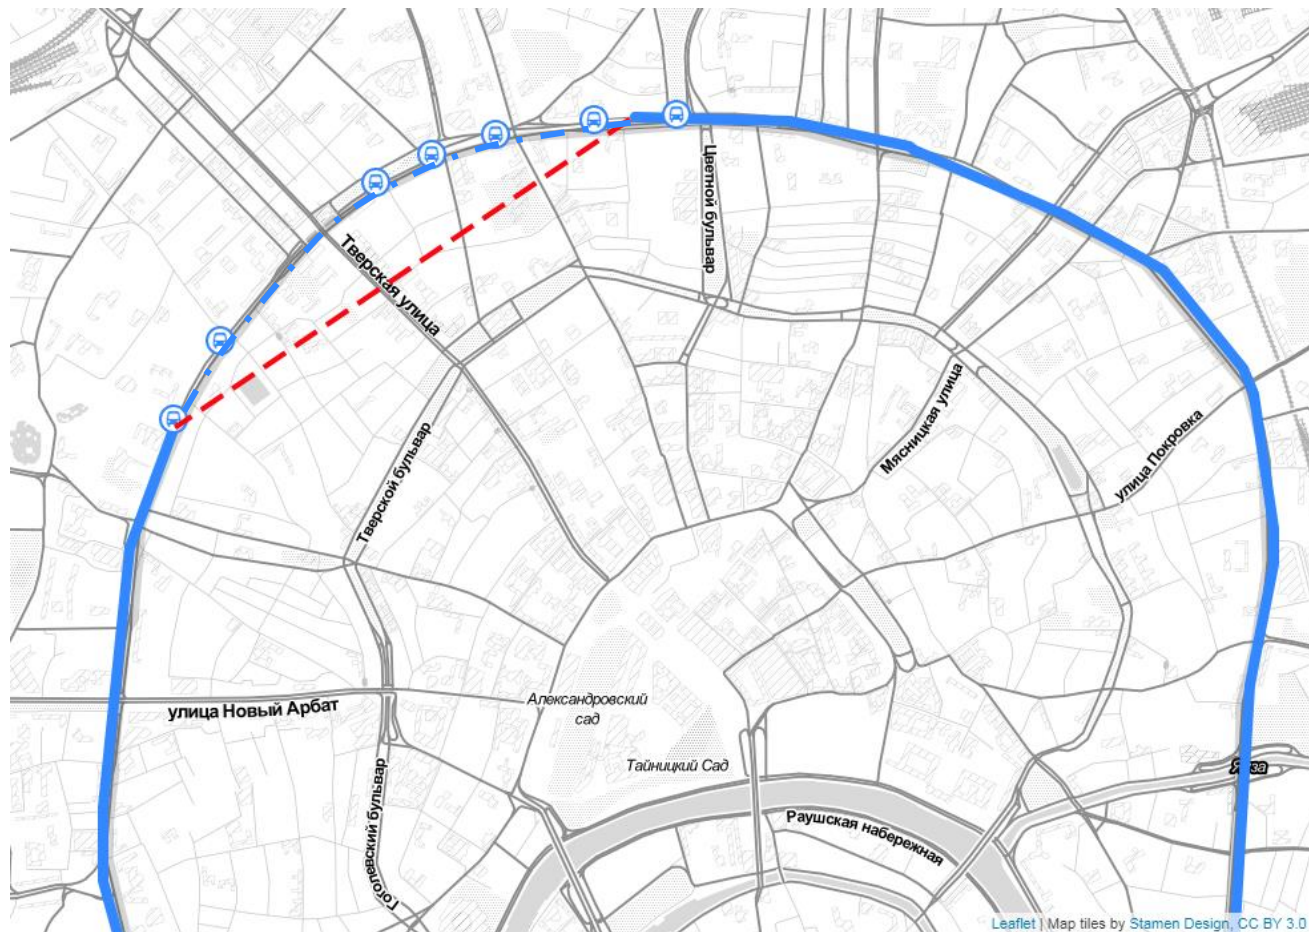 Цветной бульвар
Тверская улица
Мясницкая улица
улица Покровка
Тверской бульвар
Александровский
сад
улица Новый Арбат
Тайницкий Сад
Яуза
Раушская набережная
Гоголевский бульвар
Leaflet | Map tiles by Stamen Design, CC BY 3.0